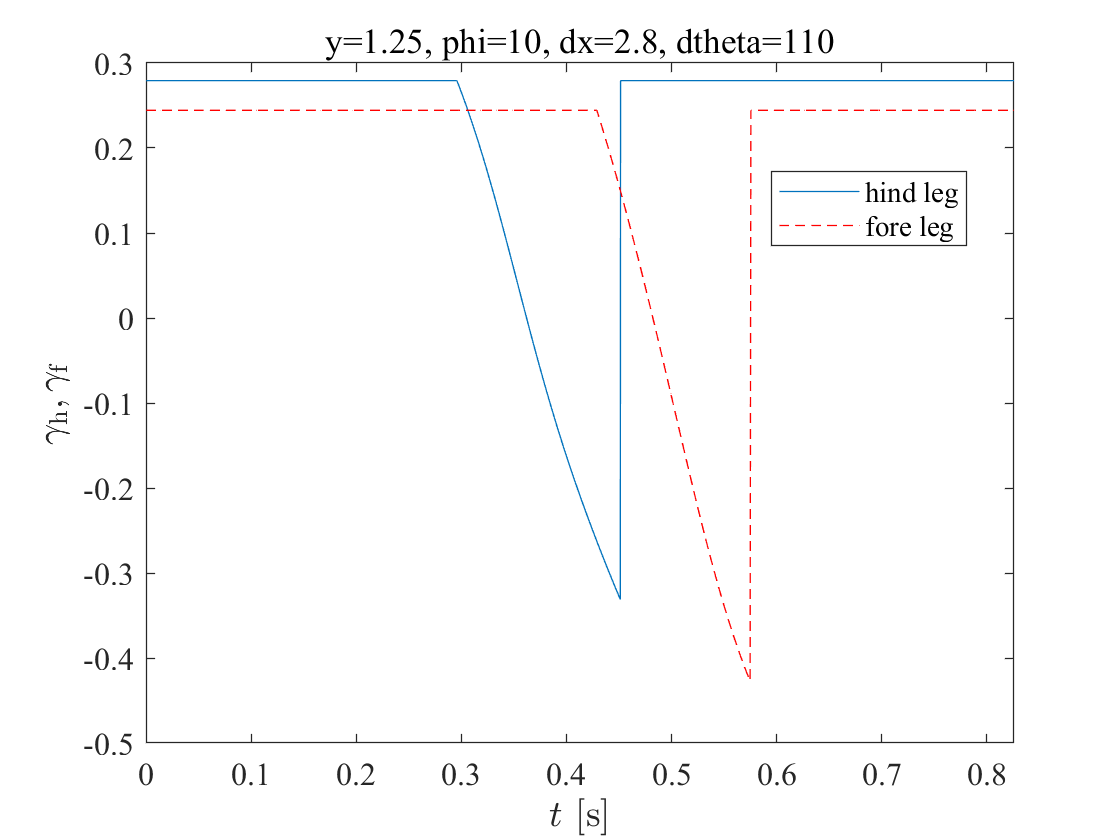 y=1.25, phi=10, dx=2.8, dtheta=110
0.3
0.2
0.1
0
-0.1
-0.2
-0.3
-0.4
-0.5
γh, γf
hind leg
fore leg
0 0.1 0.2 0.3 0.4 0.5 0.6 0.7 0.8
t [s]